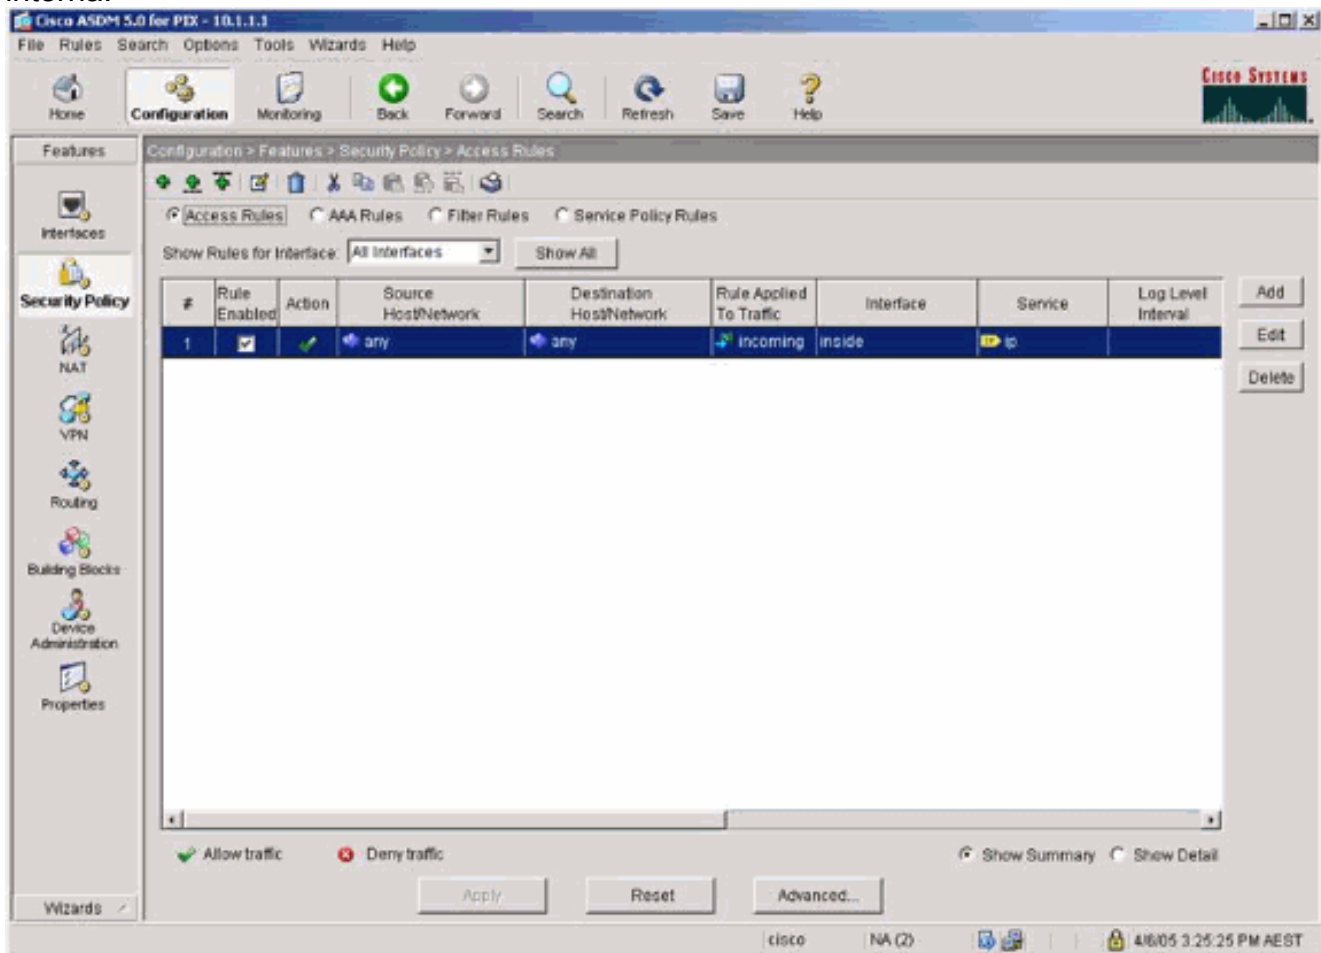 Cisco ASDM 5.0 for PIX - 10.1.1.1
File Rules Search Options Tools Wizards Help
Home Configuration Monitoring Back Forward Search Refresh Save Help
CISCO SYSTEMS
Features
Configuration > Features > Security Policy > Access Rules
Interfaces
Security Policy
NAT
VPN
Routing
Building Blocks
Device
Administration
Properties
Wizards
Access Rules AAA Rules Filter Rules Service Policy Rules
Show Rules for Interface: All Interfaces Show All
# Rule Enabled Action Source Host/Network Destination Host/Network Rule Applied To Traffic Interface Service Log Level Interval
1 any any incoming inside IP ip
Add
Edit
Delete
Allow traffic Deny traffic Show Summary Show Detail
Apply Reset Advanced...
cisco NA (2) 4/6/05 3:25:25 PM AEST